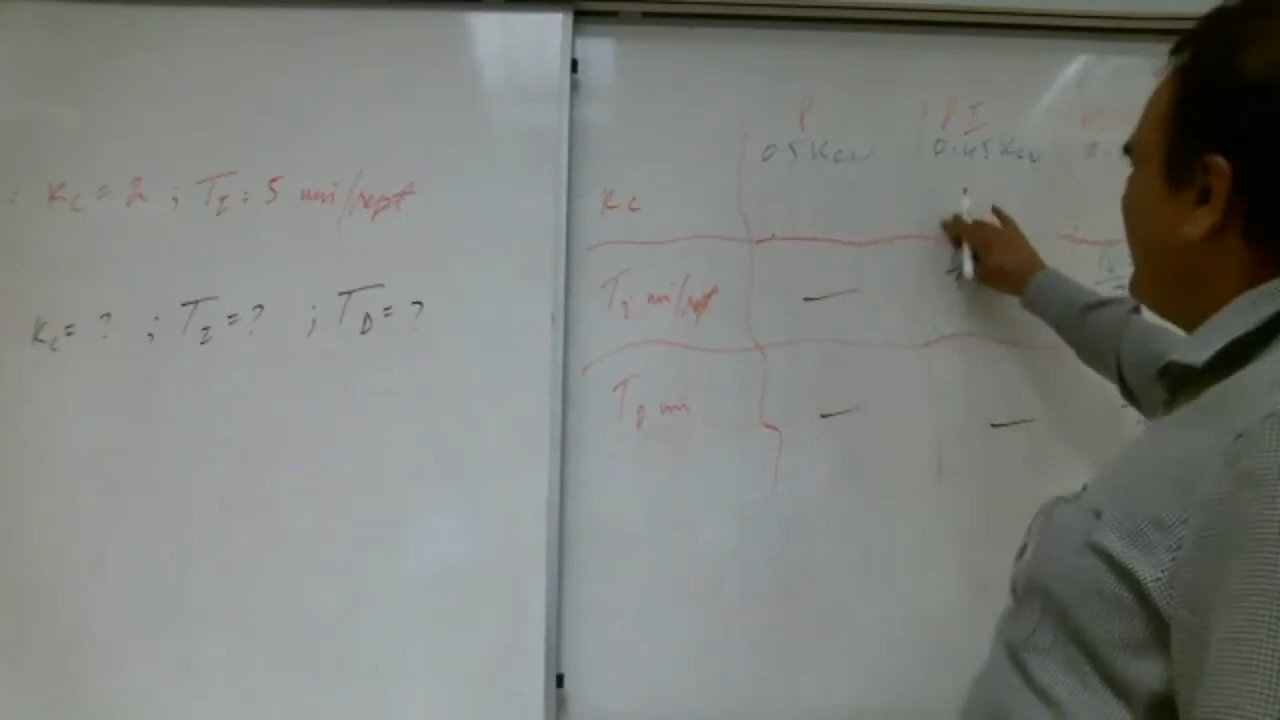 : Kc = 2 ; TI = 5 min/rept
Kc = ? ; TI = ? ; TD = ?
P PI
0.5Kcu 0.45Kcu
Kc
Ti min/rpt —
TD min — —